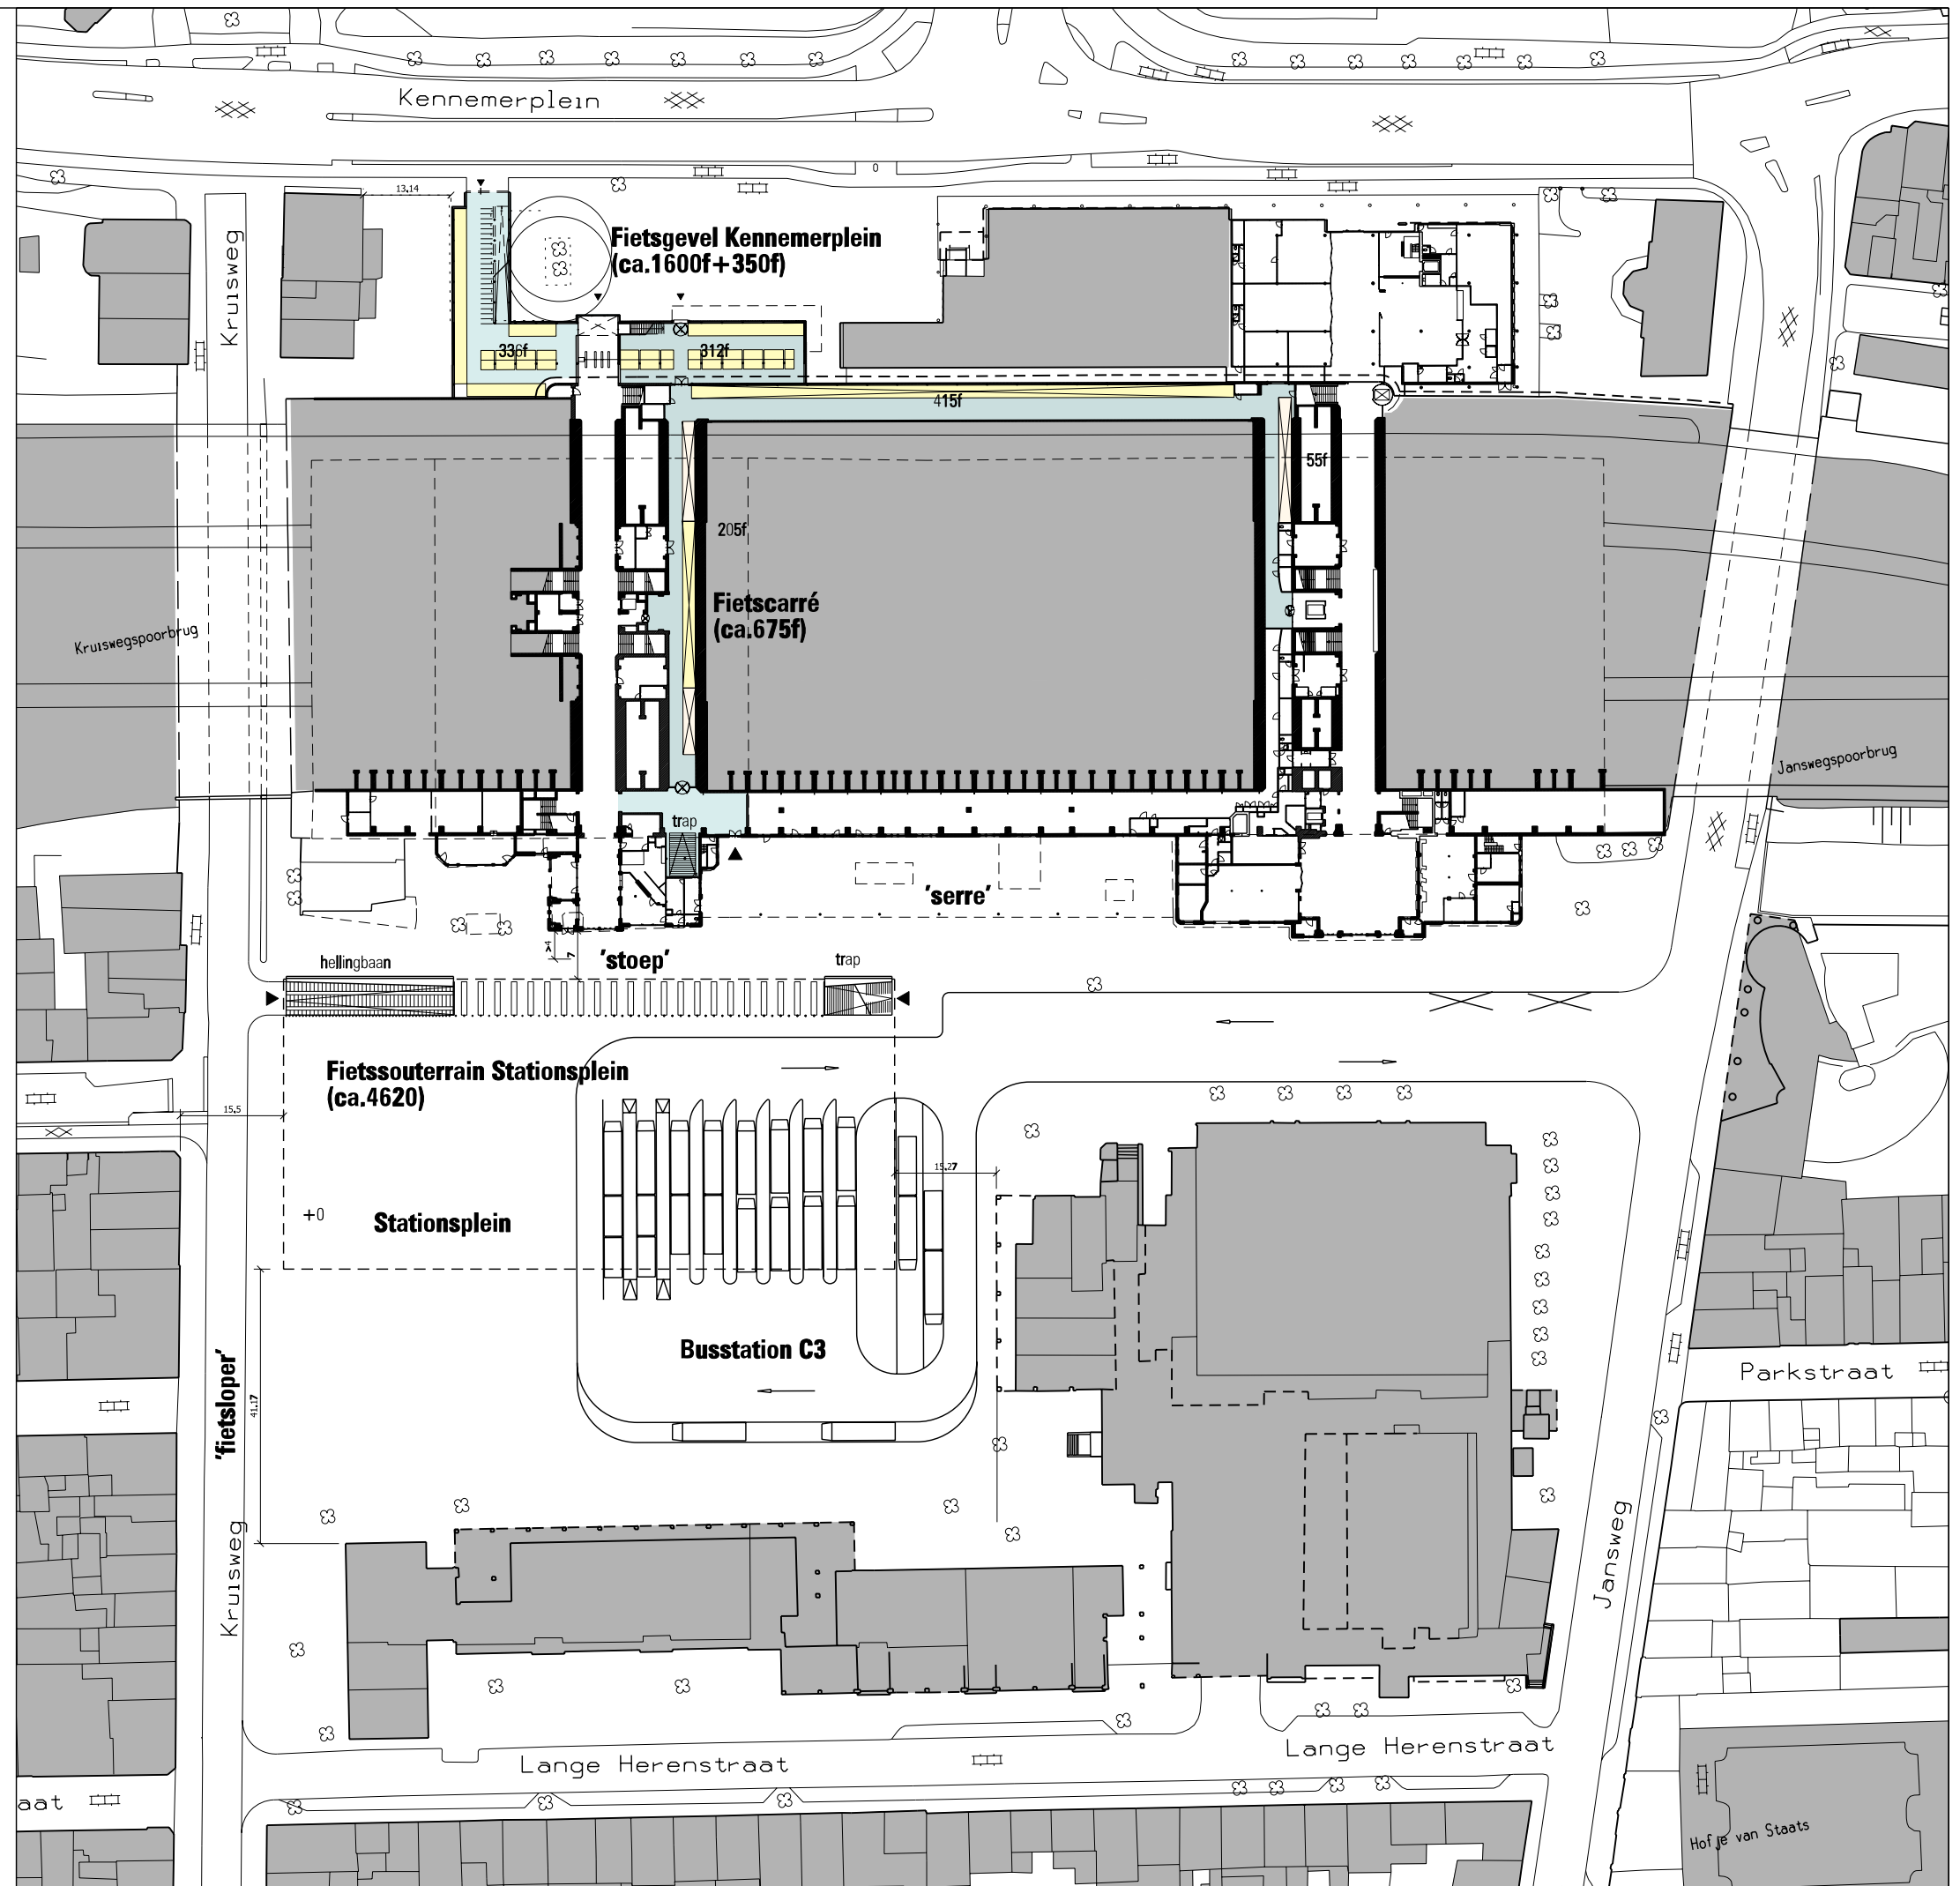 Kennemerplein
0
13,14
Kruisweg
Fietsgevel Kennemerplein
(ca.1600f+350f)
336f
312f
415f
55f
205f
Fietscarré
(ca.675f)
Kruiswegspoorbrug
Janswegspoorbrug
trap
'serre'
7
'stoep'
hellingbaan
trap
Fietssouterrain Stationsplein
(ca.4620)
15.5
15.27
+0
Stationsplein
Busstation C3
'fietsloper'
41.17
Parkstraat
Kruisweg
Jansweg
Lange Herenstraat
Lange Herenstraat
aat
Hofje van Staats